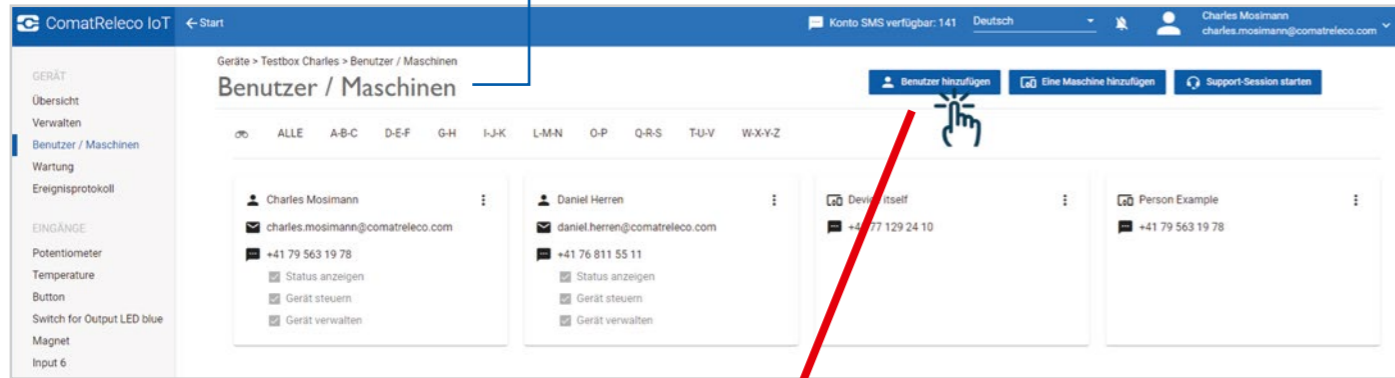 ComatReleco IoT
Start
Konto SMS verfügbar: 141
Deutsch
Charles Mosimann
charles.mosimann@comatreleco.com
GERÄT
Übersicht
Verwalten
Benutzer / Maschinen
Wartung
Ereignisprotokoll
EINGÄNGE
Potentiometer
Temperature
Button
Switch for Output LED blue
Magnet
Input 6
Geräte > Testbox Charles > Benutzer / Maschinen
Benutzer / Maschinen
Benutzer hinzufügen
Eine Maschine hinzufügen
Support-Session starten
ALLE A-B-C D-E-F G-H I-J-K L-M-N O-P Q-R-S T-U-V W-X-Y-Z
Charles Mosimann
charles.mosimann@comatreleco.com
+41 79 563 19 78
Status anzeigen
Gerät steuern
Gerät verwalten
Daniel Herren
daniel.herren@comatreleco.com
+41 76 811 55 11
Status anzeigen
Gerät steuern
Gerät verwalten
Device itself
77 129 24 10
Person Example
+41 79 563 19 78